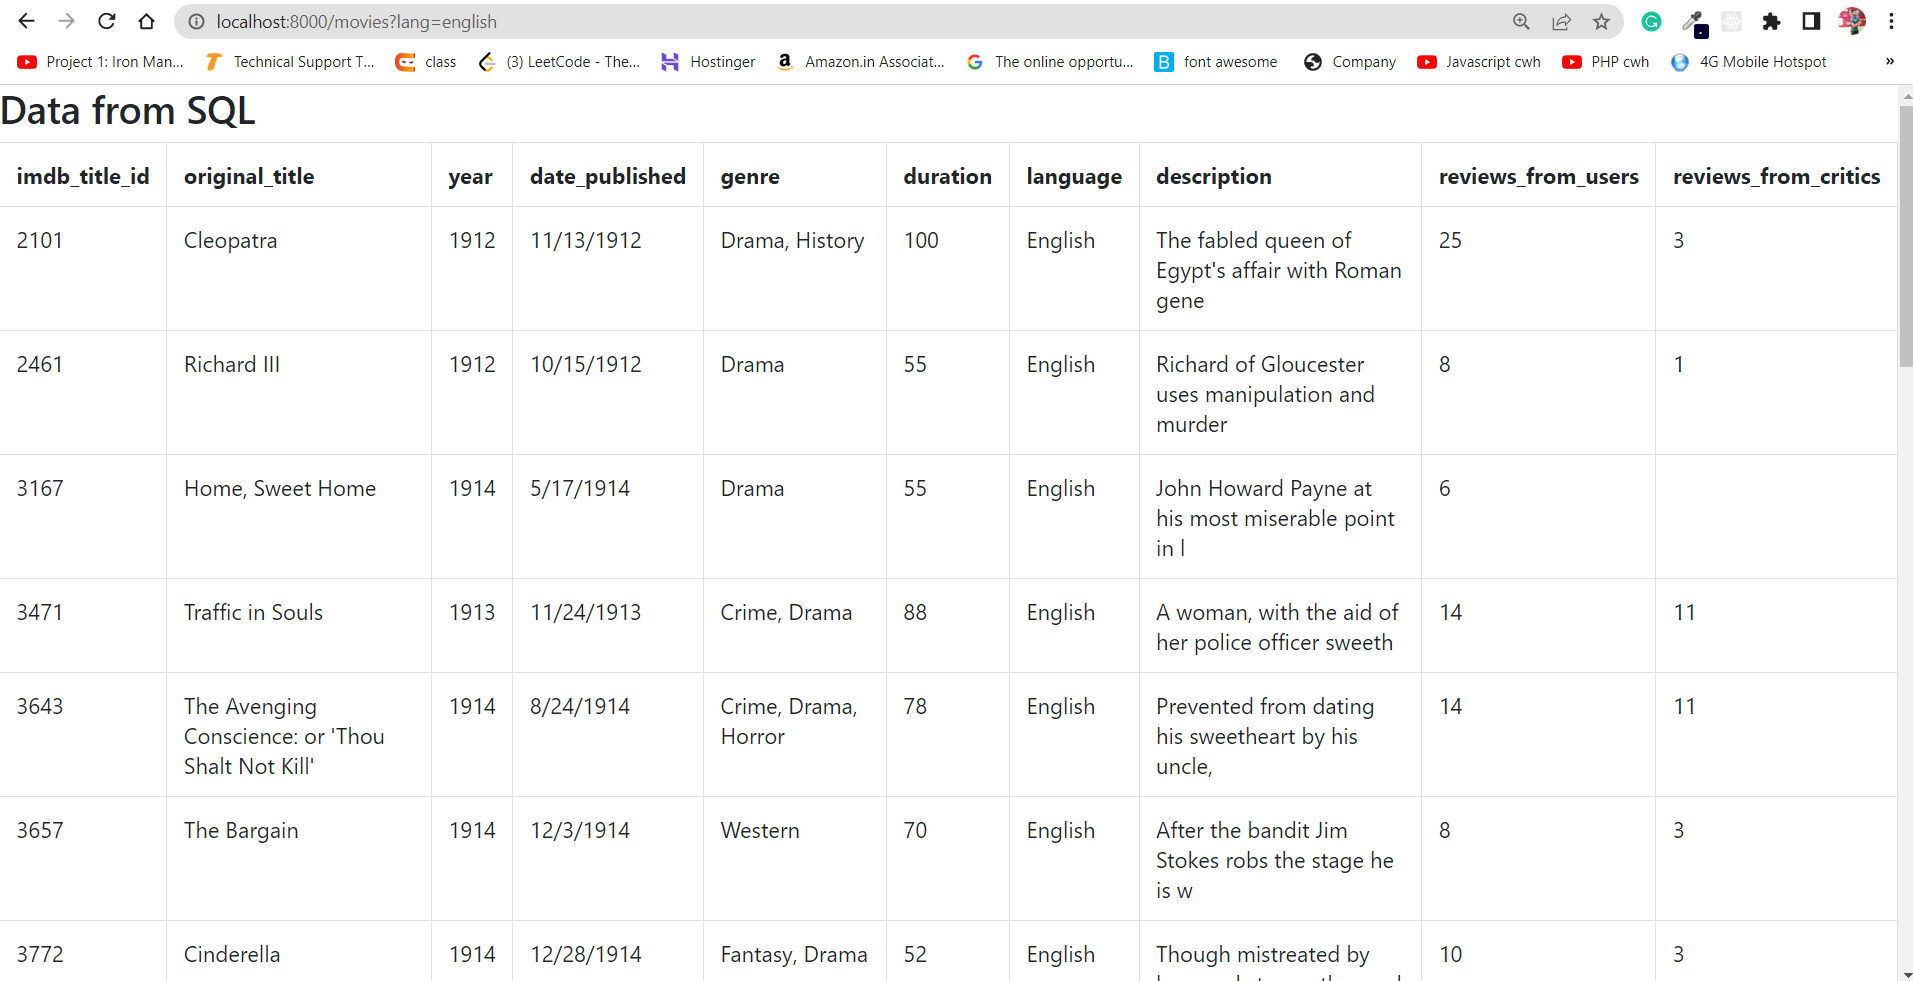 localhost:8000/movies?lang=english
Project 1: Iron Man... Technical Support T... class (3) LeetCode - The... Hostinger Amazon.in Associat... The online opportu... font awesome Company Javascript cwh PHP cwh 4G Mobile Hotspot »
Data from SQL
imdb_title_id original_title year date_published genre duration language description reviews_from_users reviews_from_critics
2101 Cleopatra 1912 11/13/1912 Drama, History 100 English The fabled queen of 25 3
Egypt's affair with Roman
gene
2461 Richard III 1912 10/15/1912 Drama 55 English Richard of Gloucester 8 1
uses manipulation and
murder
3167 Home, Sweet Home 1914 5/17/1914 Drama 55 English John Howard Payne at 6
his most miserable point
in l
3471 Traffic in Souls 1913 11/24/1913 Crime, Drama 88 English A woman, with the aid of 14 11
her police officer sweeth
3643 The Avenging 1914 8/24/1914 Crime, Drama, 78 English Prevented from dating 14 11
Conscience: or 'Thou Horror his sweetheart by his
Shalt Not Kill' uncle,
3657 The Bargain 1914 12/3/1914 Western 70 English After the bandit Jim 8 3
Stokes robs the stage he
is w
3772 Cinderella 1914 12/28/1914 Fantasy, Drama 52 English Though mistreated by 10 3